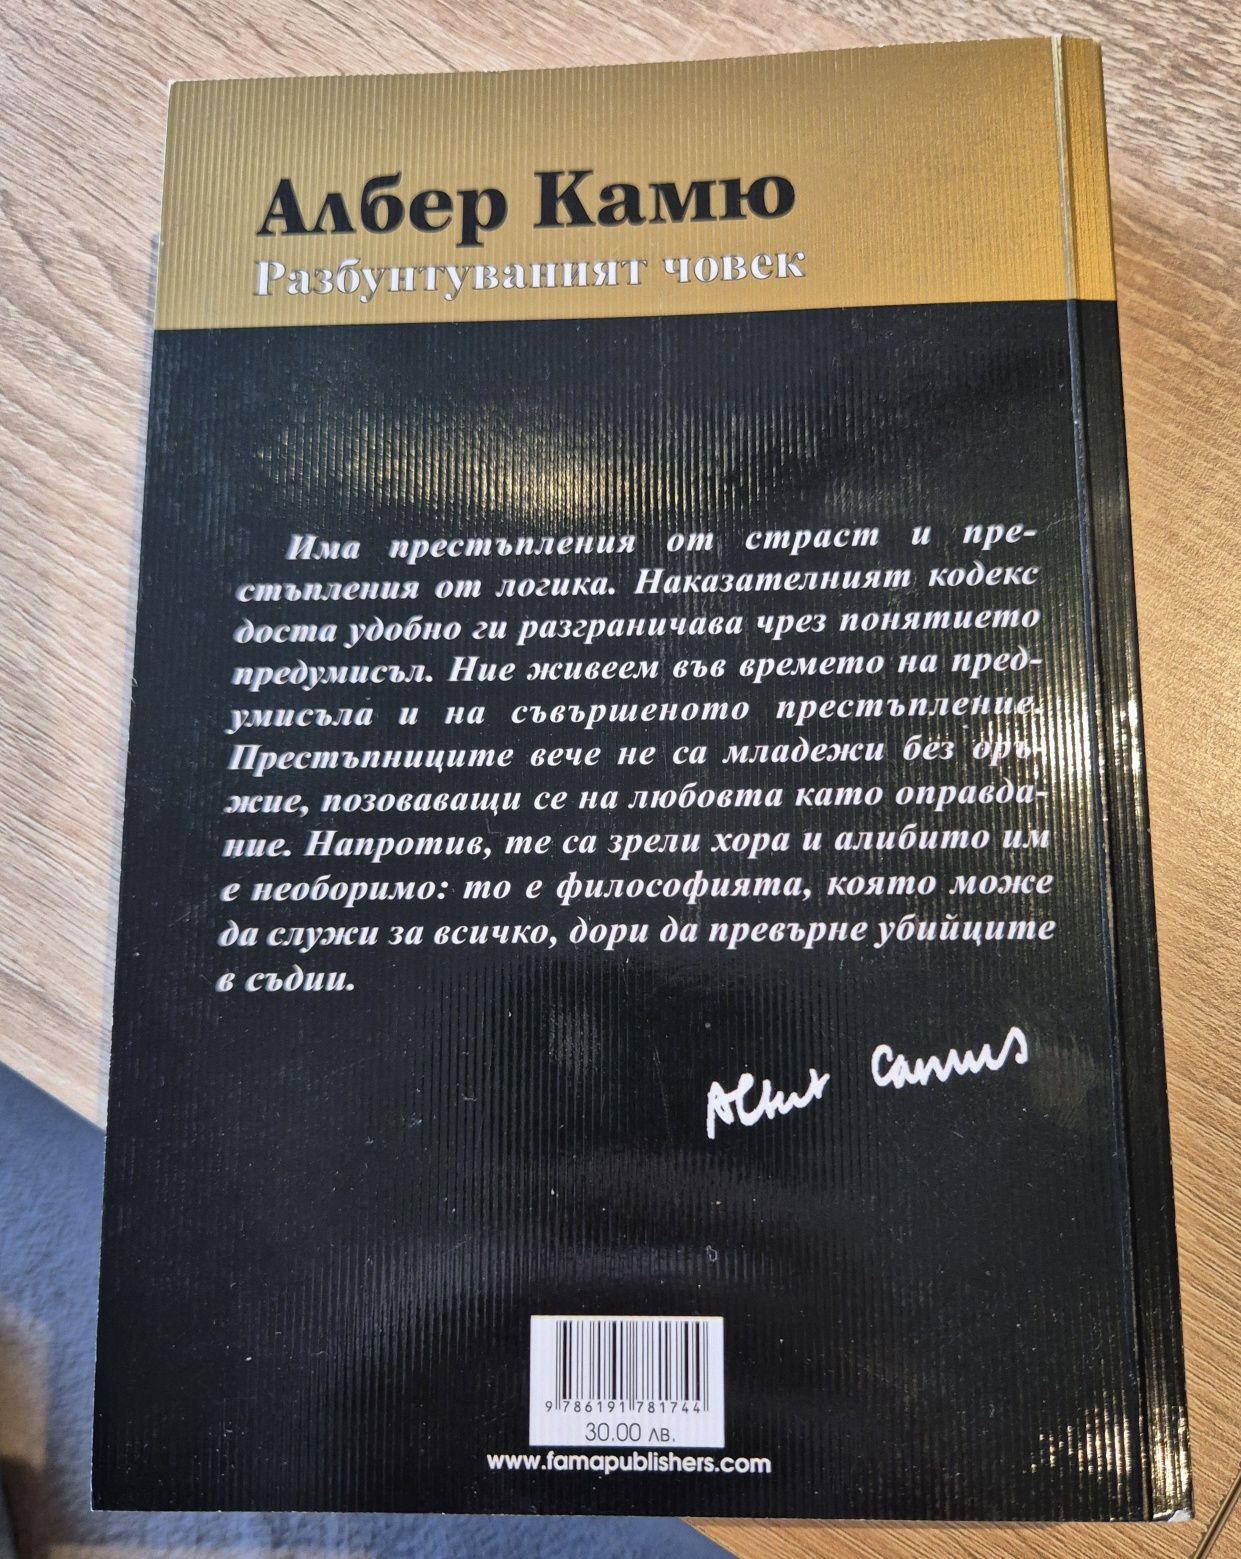 Албер Камю
Разбунтуваният човек
Има престъпления от страст и пре-
стъпления от логика. Наказателният кодекс
доста удобно ги разграничава чрез понятието
предумисъл. Ние живеем във времето на пред-
умисъла и на съвършеното престъпление.
Престъпниците вече не са младежи без оръ-
жие, позоваващи се на любовта като оправда-
ние. Напротив, те са зрели хора и алибито им
е необоримо: то е философията, която може
да служи за всичко, дори да превърне убийците
в съдии.
Albert Camus
9 786191 781744
30.00 лв.
www.famapublishers.com